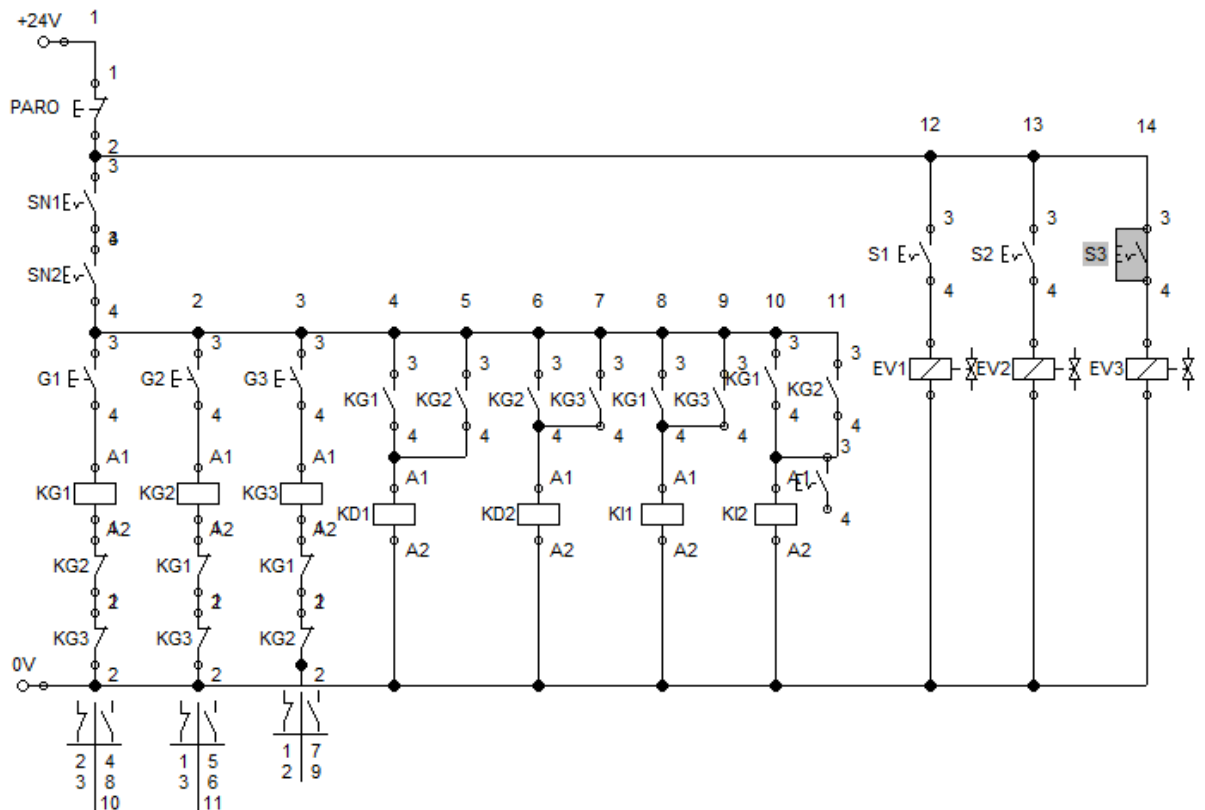 +24V 1
1
PARO
12 13 14
2
3
SN1
3 3 3
S1 S2 S3
SN2
4 4 4
4 2 3 4 5 6 7 8 9 10 11
3 3 3 3 3 3 3 3 3 3 3
G1 G2 G3 KG1 KG2 KG2 KG3 KG1 KG3 KG1 KG2 EV1 EV2 EV3
4 4 4 4 4 4 4 4 4 4 4
3
A1 A1 A1 A1 A1 A1 A1
KG1 KG2 KG3 KD1 KD2 KI1 KI2
4
A2 A2 A2 A2 A2 A2 A2
KG2 KG1 KG1
KG3 KG3 KG2
0V 2 2 2
2 4 1 5 1 7
3 8 3 6 2 9
10 11